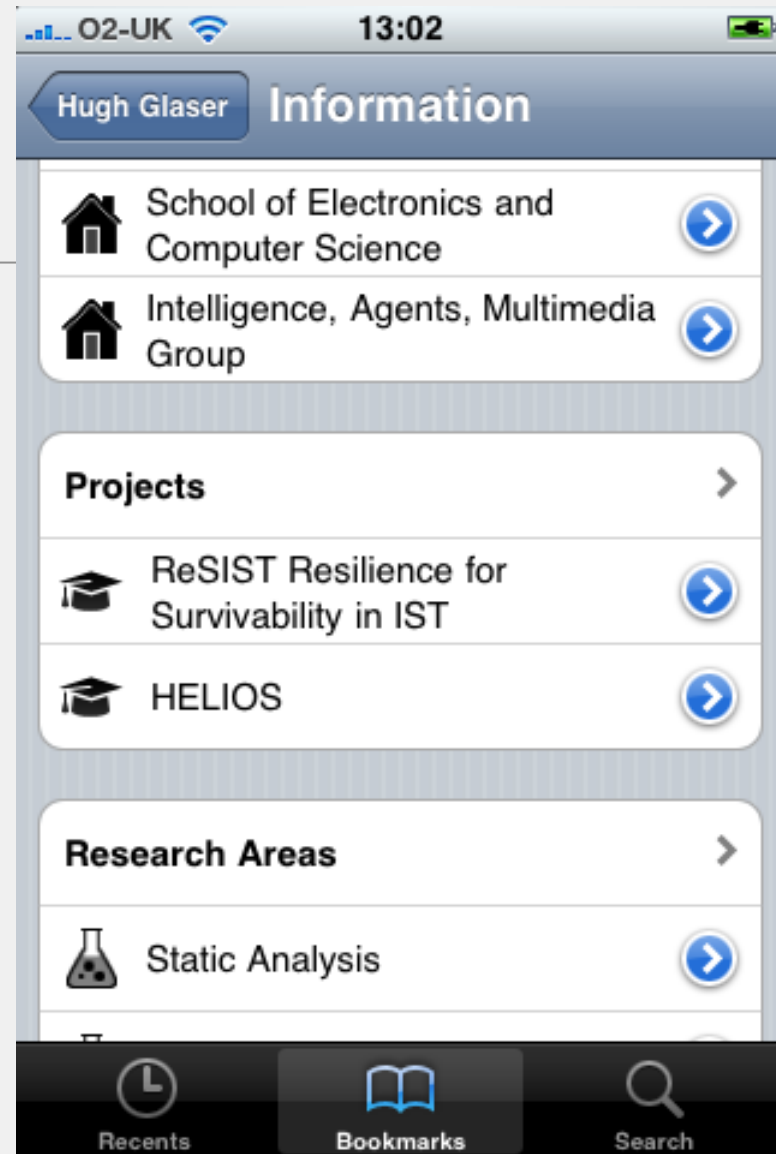 O2-UK 13:02
Hugh Glaser Information
School of Electronics and
Computer Science
Intelligence, Agents, Multimedia
Group
Projects
ReSIST Resilience for
Survivability in IST
HELIOS
Research Areas
Static Analysis
Recents Bookmarks Search